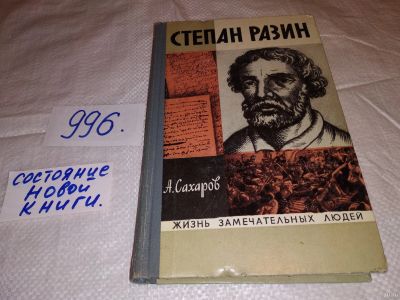 СТЕПАН РАЗИН
А. Сахаров
ЖИЗНЬ ЗАМЕЧАТЕЛЬНЫХ ЛЮДЕЙ
996.
СОСТОЯНИЕ
НОВОЙ
КНИГИ.